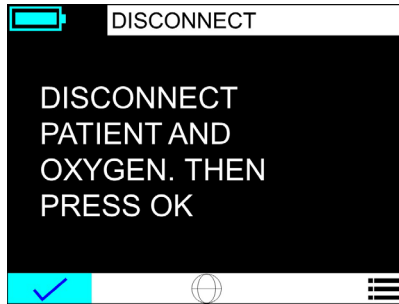 DISCONNECT
DISCONNECT
PATIENT AND
OXYGEN. THEN
PRESS OK